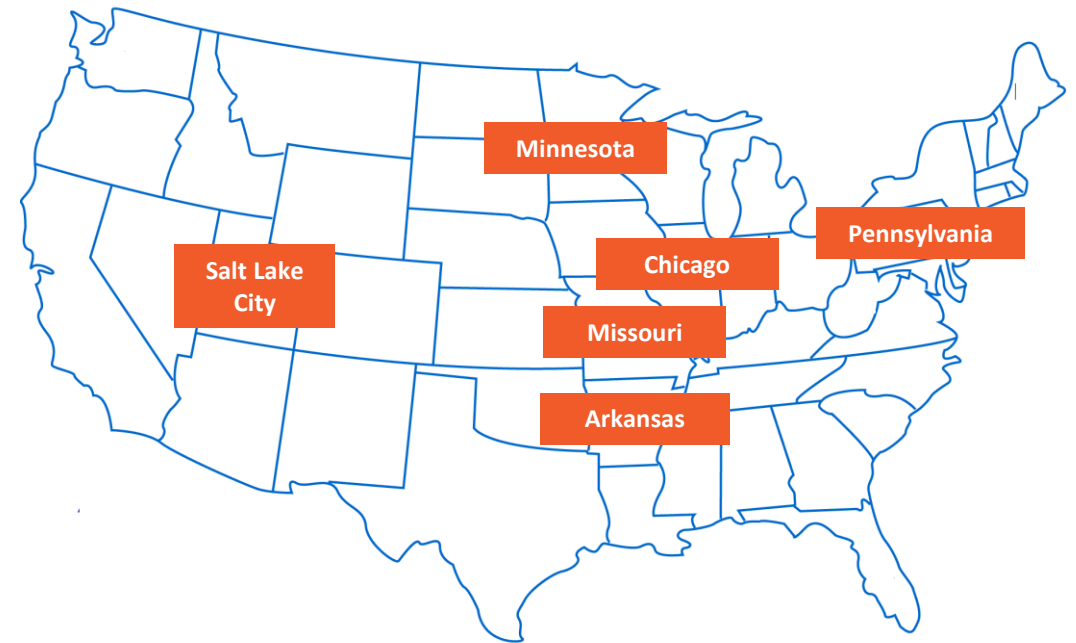 Minnesota
Pennsylvania
Chicago
Salt Lake
City
Missouri
Arkansas